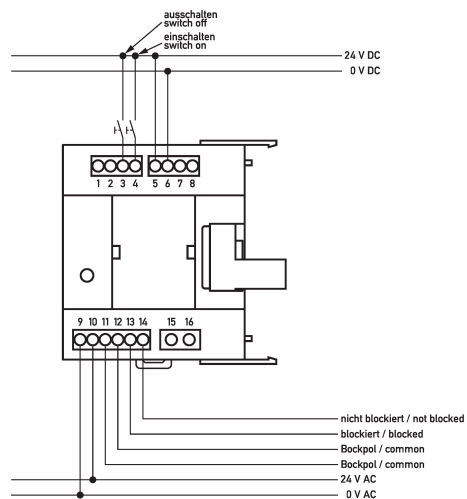 ausschalten
switch off
einschalten
switch on
24 V DC
0 V DC
1 2 3 4 5 6 7 8
9 10 11 12 13 14 15 16
nicht blockiert / not blocked
blockiert / blocked
Bockpol / common
Bockpol / common
24 V AC
0 V AC